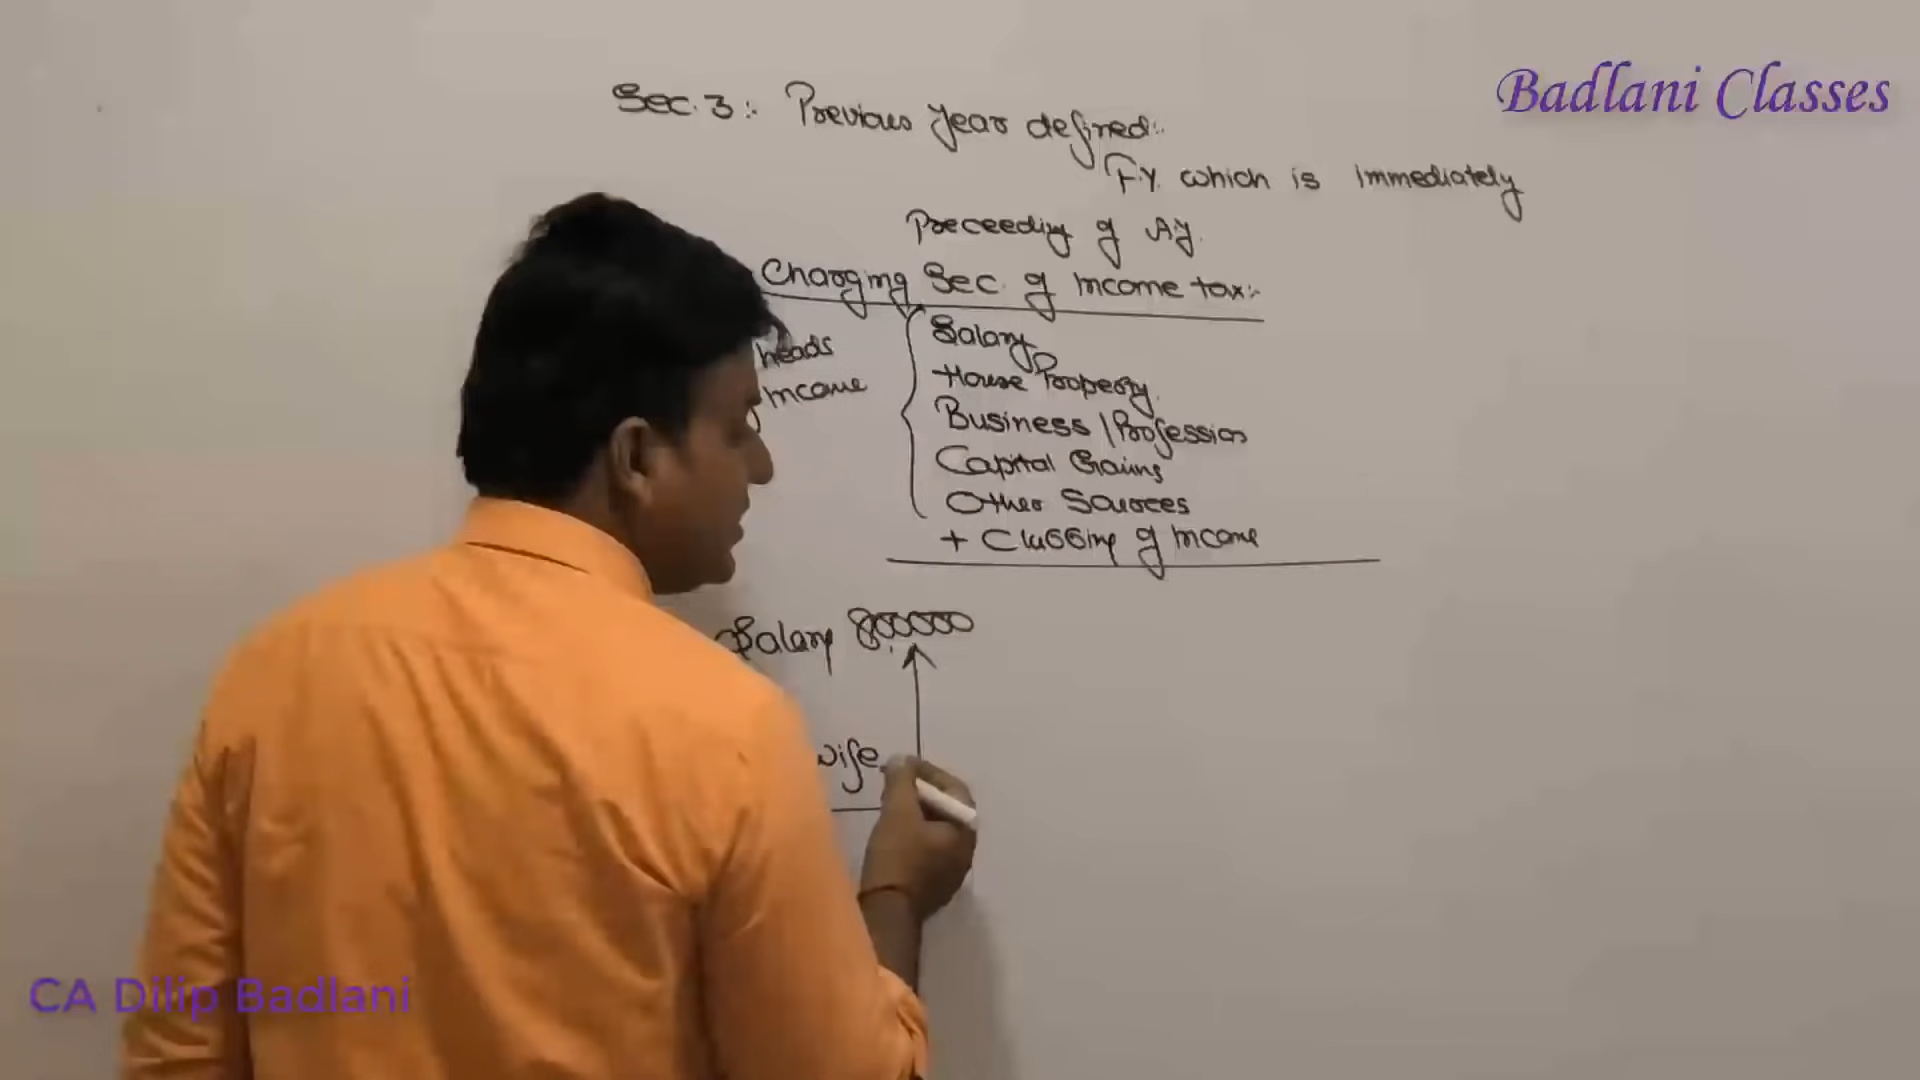 Badlani Classes
Sec. 3:- Previous Year defined:-
F.Y. which is immediately
Preceeding of A.Y.
Charging Sec. of Income tax:-
heads
Income
Salary
House Property
Business / Profession
Capital Gains
Other Sources
+ Clubbing of Income
Salary 800000
wife
CA Dilip Badlani